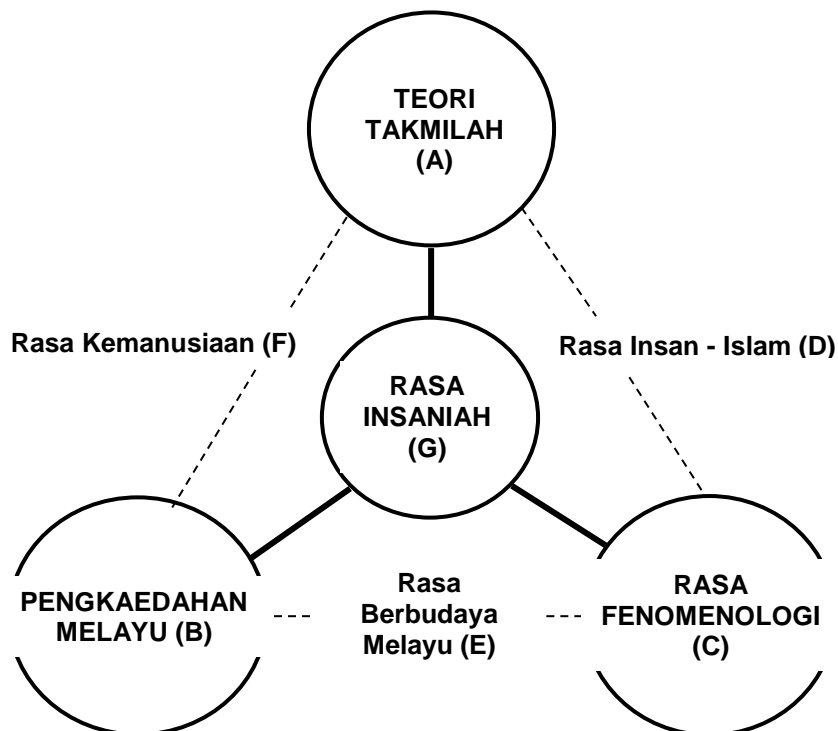 TEORI
TAKMILAH
(A)
Rasa Kemanusiaan (F)
Rasa Insan - Islam (D)
RASA
INSANIAH
(G)
PENGKAEDAHAN
MELAYU (B)
Rasa
Berbudaya
Melayu (E)
RASA
FENOMENOLOGI
(C)